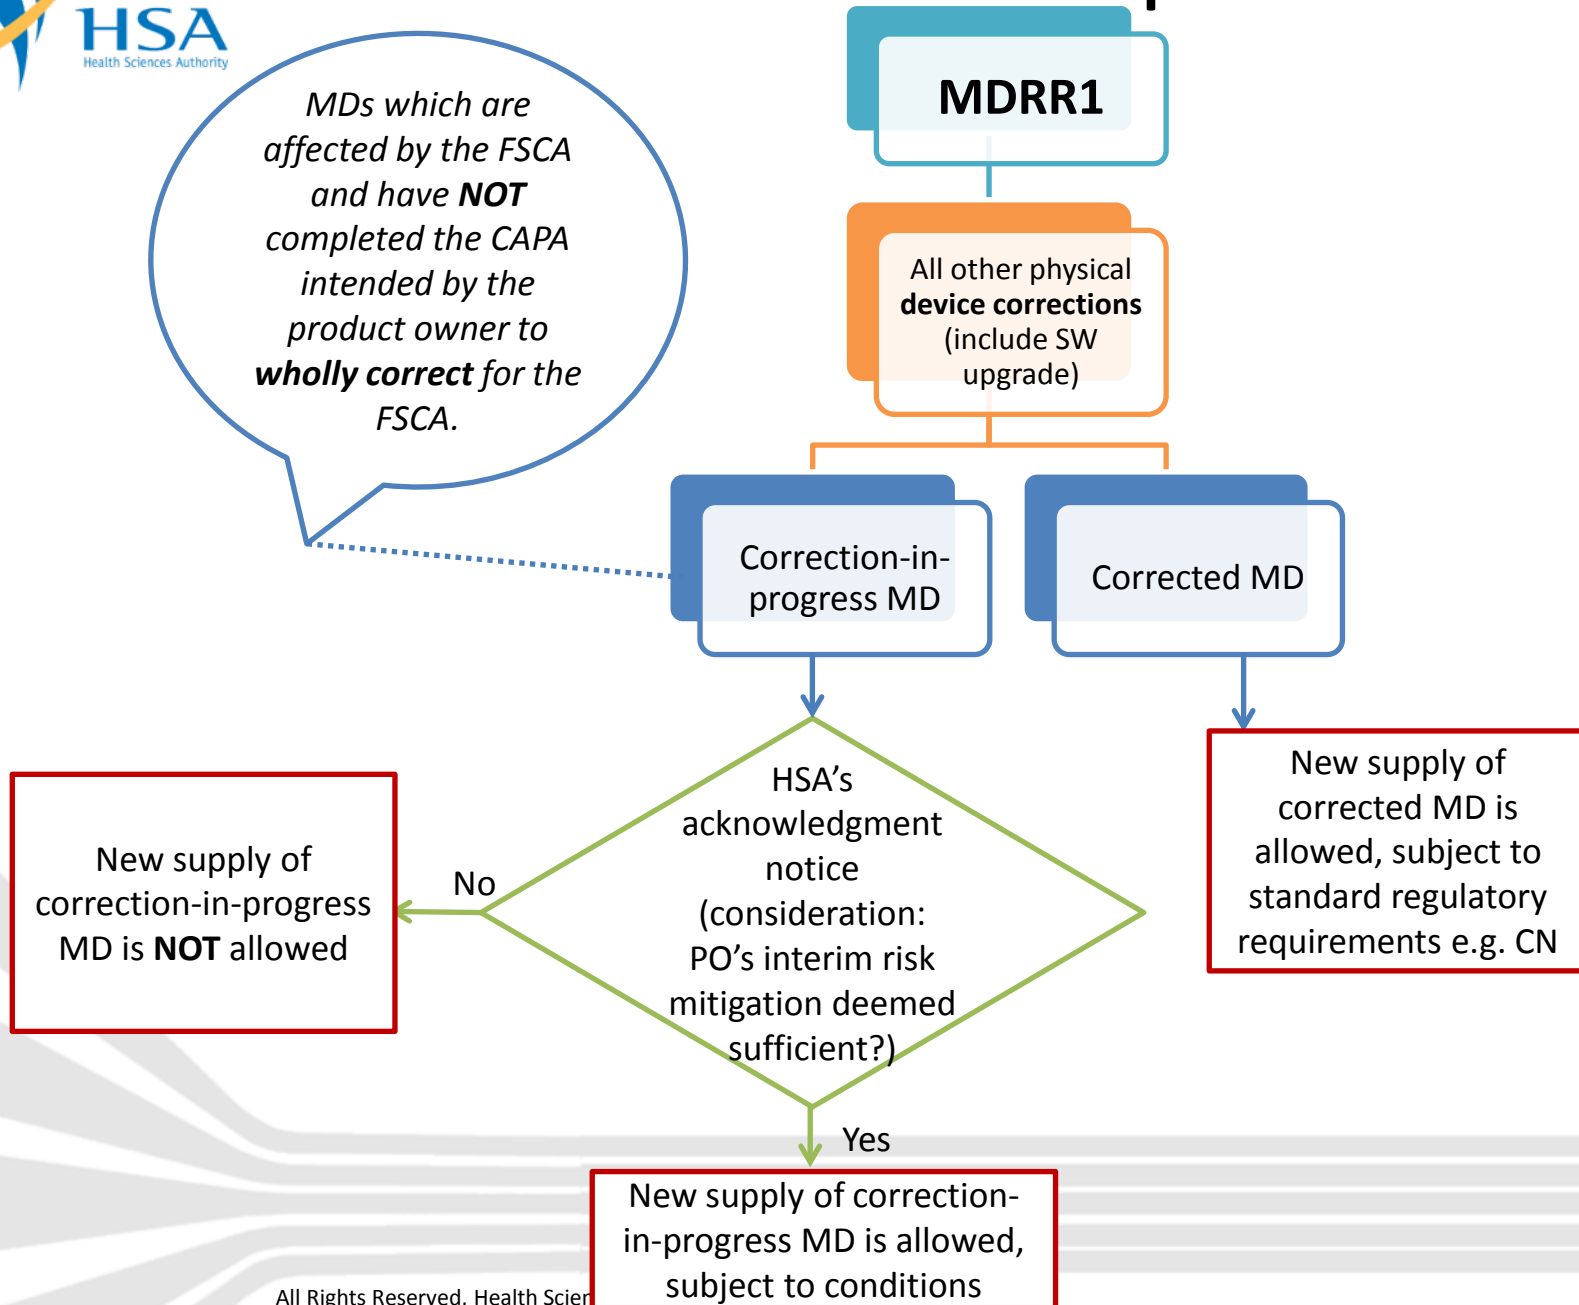 HSA
Health Sciences Authority
MDRR1
MDs which are
affected by the FSCA
and have NOT
completed the CAPA
intended by the
product owner to
wholly correct for the
FSCA.
All other physical
device corrections
(include SW
upgrade)
Correction-in-
progress MD
Corrected MD
HSA’s
acknowledgment
notice
(consideration:
PO’s interim risk
mitigation deemed
sufficient?)
New supply of
corrected MD is
allowed, subject to
standard regulatory
requirements e.g. CN
No
New supply of
correction-in-progress
MD is NOT allowed
Yes
New supply of correction-
in-progress MD is allowed,
subject to conditions
All Rights Reserved, Health Scien